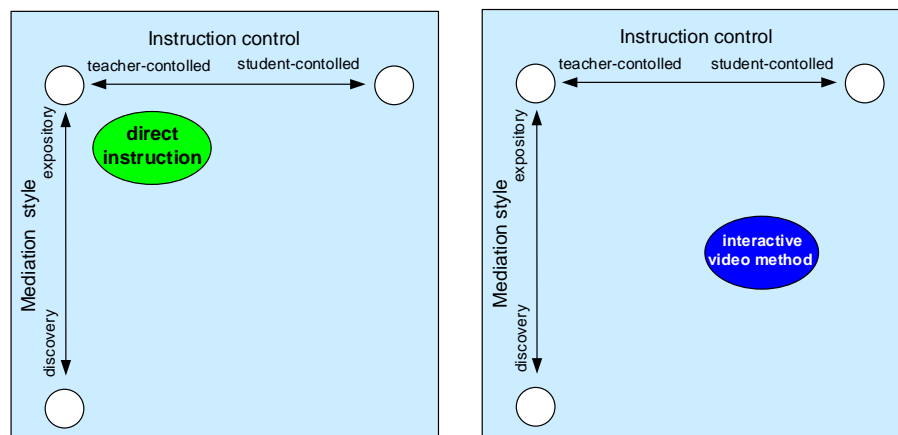 Instruction control
teacher-contolled student-contolled
expository
direct
instruction
Mediation style
discovery
Instruction control
teacher-contolled student-contolled
expository
Mediation style
interactive
video method
discovery